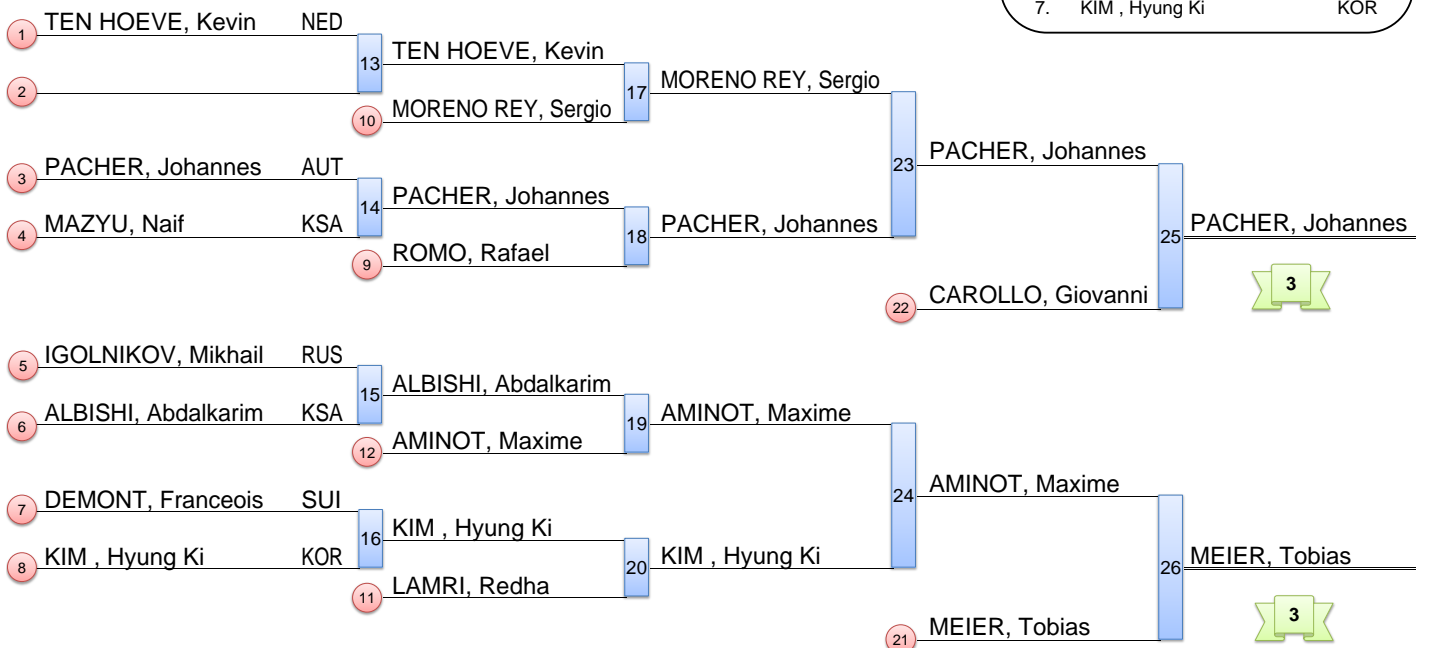 7. KIM , Hyung Ki KOR
1 TEN HOEVE, Kevin NED
13 TEN HOEVE, Kevin
2
17 MORENO REY, Sergio
10 MORENO REY, Sergio
23 PACHER, Johannes
3 PACHER, Johannes AUT
14 PACHER, Johannes
4 MAZYU, Naif KSA
18 PACHER, Johannes
9 ROMO, Rafael
25 PACHER, Johannes
3
22 CAROLLO, Giovanni
5 IGOLNIKOV, Mikhail RUS
15 ALBISHI, Abdalkarim
6 ALBISHI, Abdalkarim KSA
19 AMINOT, Maxime
12 AMINOT, Maxime
24 AMINOT, Maxime
7 DEMONT, Franceois SUI
16 KIM , Hyung Ki
8 KIM , Hyung Ki KOR
20 KIM , Hyung Ki
11 LAMRI, Redha
26 MEIER, Tobias
3
21 MEIER, Tobias